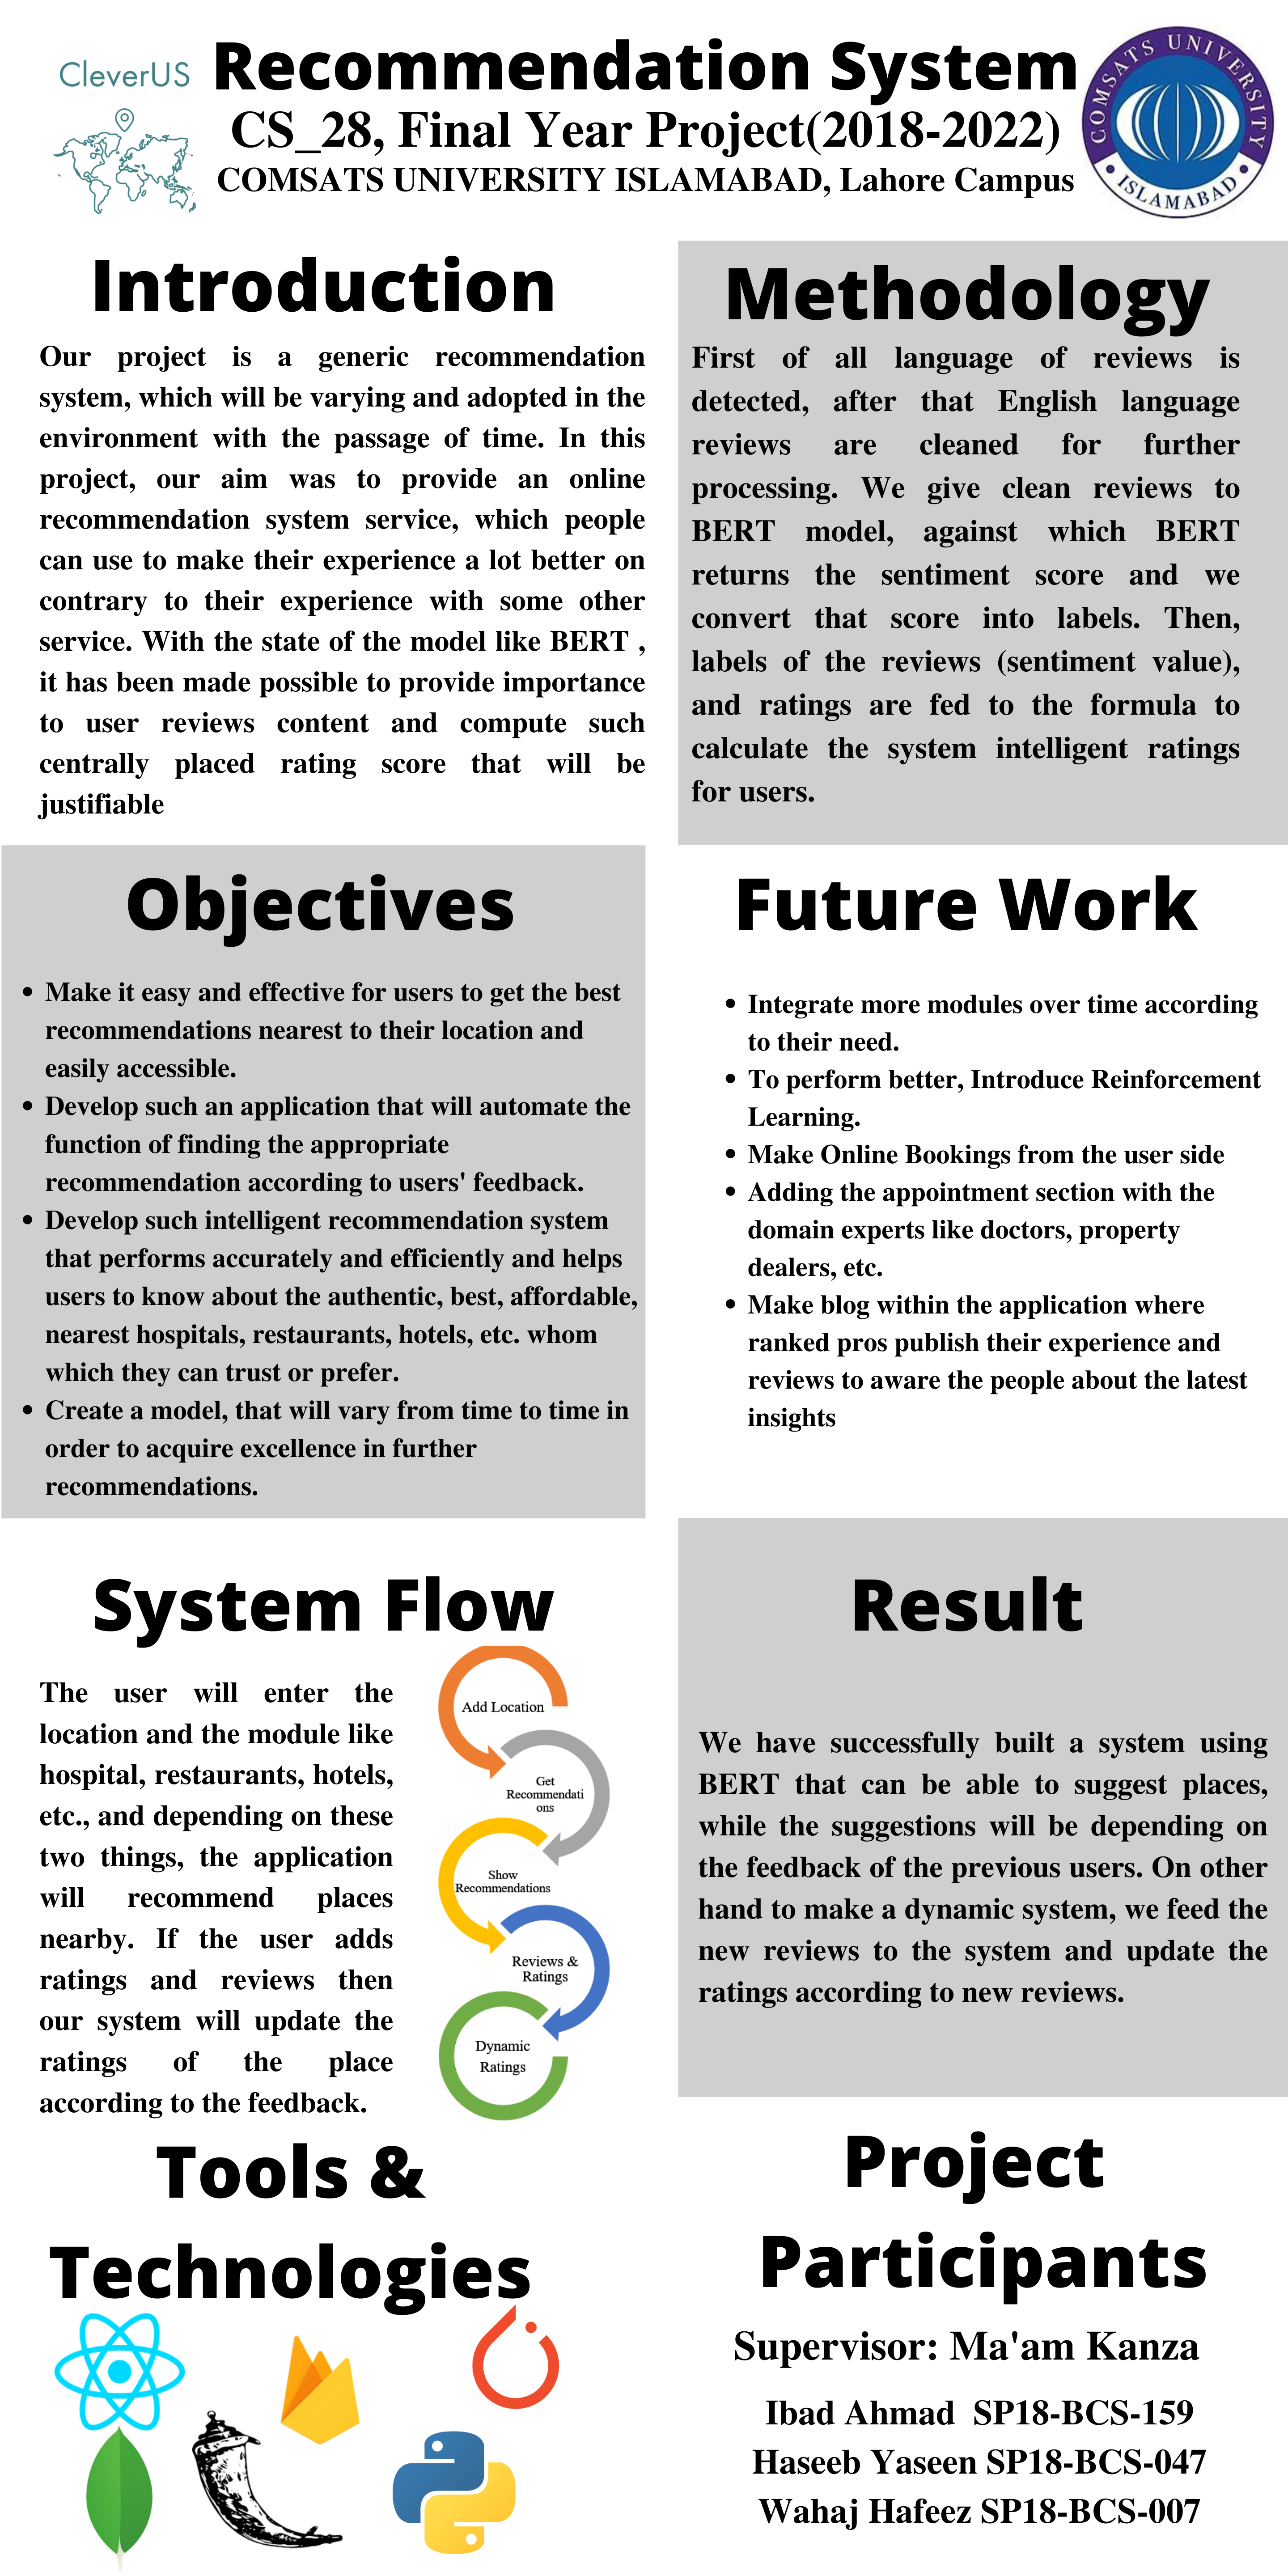 CleverUS
Recommendation System
CS_28, Final Year Project(2018-2022)
COMSATS UNIVERSITY ISLAMABAD, Lahore Campus
COMSATS UNIVERSITY
ISLAMABAD
Introduction
Our project is a generic recommendation
system, which will be varying and adopted in the
environment with the passage of time. In this
project, our aim was to provide an online
recommendation system service, which people
can use to make their experience a lot better on
contrary to their experience with some other
service. With the state of the model like BERT ,
it has been made possible to provide importance
to user reviews content and compute such
centrally placed rating score that will be
justifiable
Methodology
First of all language of reviews is
detected, after that English language
reviews are cleaned for further
processing. We give clean reviews to
BERT model, against which BERT
returns the sentiment score and we
convert that score into labels. Then,
labels of the reviews (sentiment value),
and ratings are fed to the formula to
calculate the system intelligent ratings
for users.
Objectives
• Make it easy and effective for users to get the best
recommendations nearest to their location and
easily accessible.
• Develop such an application that will automate the
function of finding the appropriate
recommendation according to users' feedback.
• Develop such intelligent recommendation system
that performs accurately and efficiently and helps
users to know about the authentic, best, affordable,
nearest hospitals, restaurants, hotels, etc. whom
which they can trust or prefer.
• Create a model, that will vary from time to time in
order to acquire excellence in further
recommendations.
Future Work
• Integrate more modules over time according
to their need.
• To perform better, Introduce Reinforcement
Learning.
• Make Online Bookings from the user side
• Adding the appointment section with the
domain experts like doctors, property
dealers, etc.
• Make blog within the application where
ranked pros publish their experience and
reviews to aware the people about the latest
insights
System Flow
The user will enter the
location and the module like
hospital, restaurants, hotels,
etc., and depending on these
two things, the application
will recommend places
nearby. If the user adds
ratings and reviews then
our system will update the
ratings of the place
according to the feedback.
Add Location
Get
Recommendati
ons
Show
Recommendations
Reviews &
Ratings
Dynamic
Ratings
Result
We have successfully built a system using
BERT that can be able to suggest places,
while the suggestions will be depending on
the feedback of the previous users. On other
hand to make a dynamic system, we feed the
new reviews to the system and update the
ratings according to new reviews.
Tools &
Technologies
Project
Participants
Supervisor: Ma'am Kanza
Ibad Ahmad SP18-BCS-159
Haseeb Yaseen SP18-BCS-047
Wahaj Hafeez SP18-BCS-007